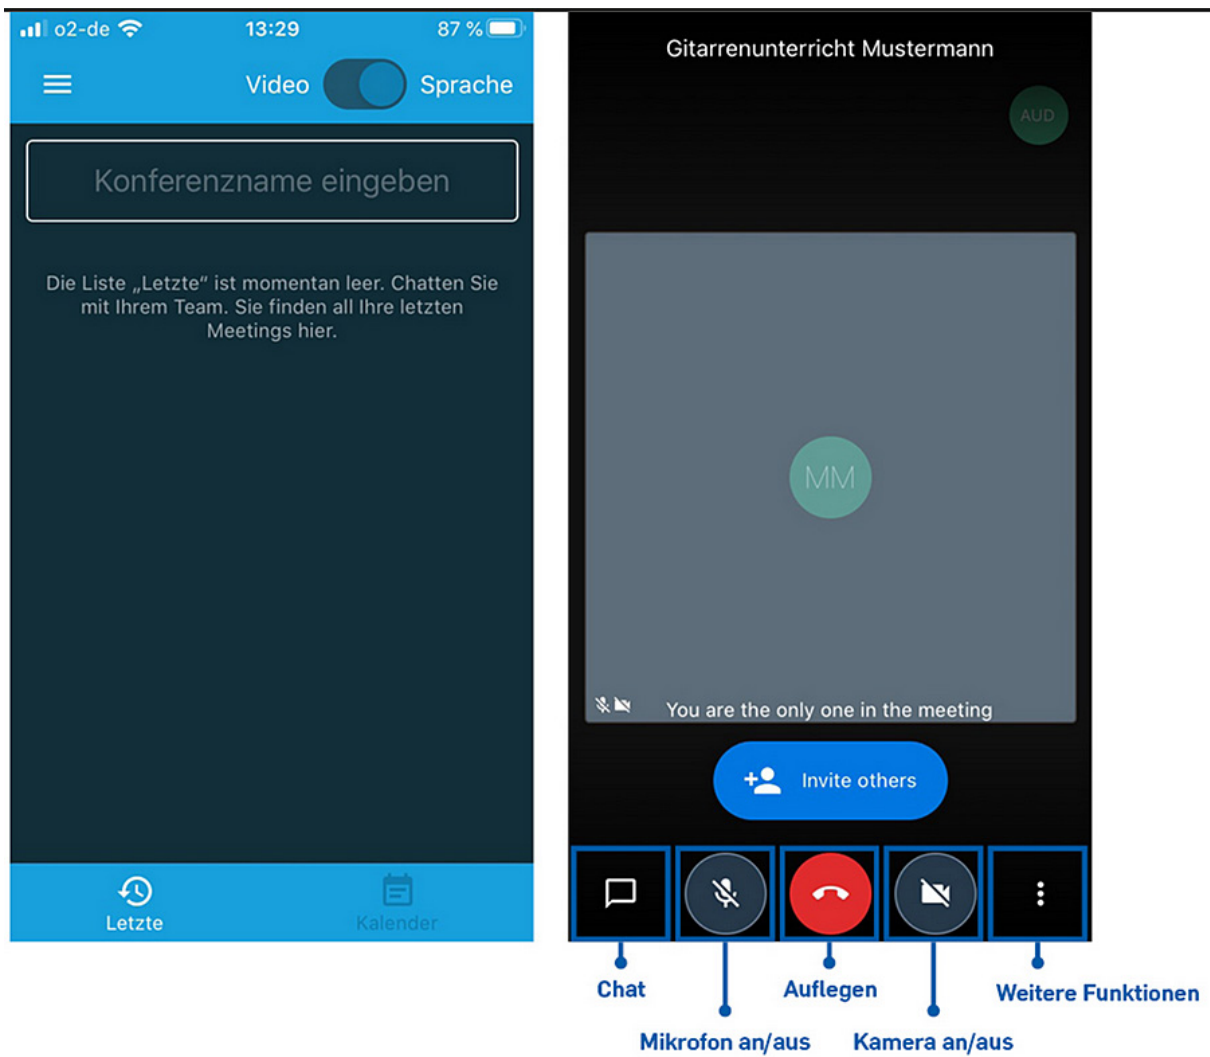 o2-de 13:29 87 %
Video Sprache
Konferenzname eingeben
Die Liste „Letzte“ ist momentan leer. Chatten Sie
mit Ihrem Team. Sie finden all Ihre letzten
Meetings hier.
Letzte Kalender
Gitarrenunterricht Mustermann
AUD
MM
You are the only one in the meeting
Invite others
Chat Auflegen Weitere Funktionen
Mikrofon an/aus Kamera an/aus